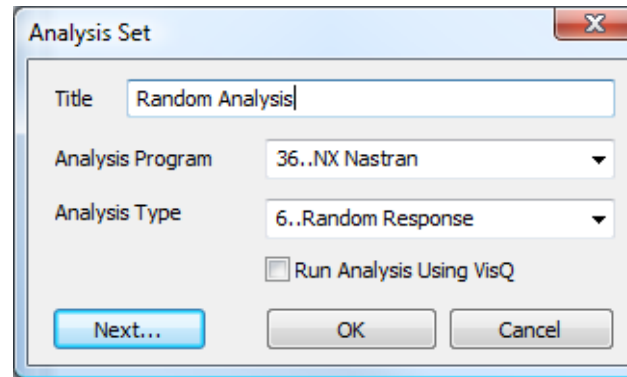 Analysis Set
Title Random Analysis
Analysis Program 36..NX Nastran
Analysis Type 6..Random Response
Run Analysis Using VisQ
Next... OK Cancel